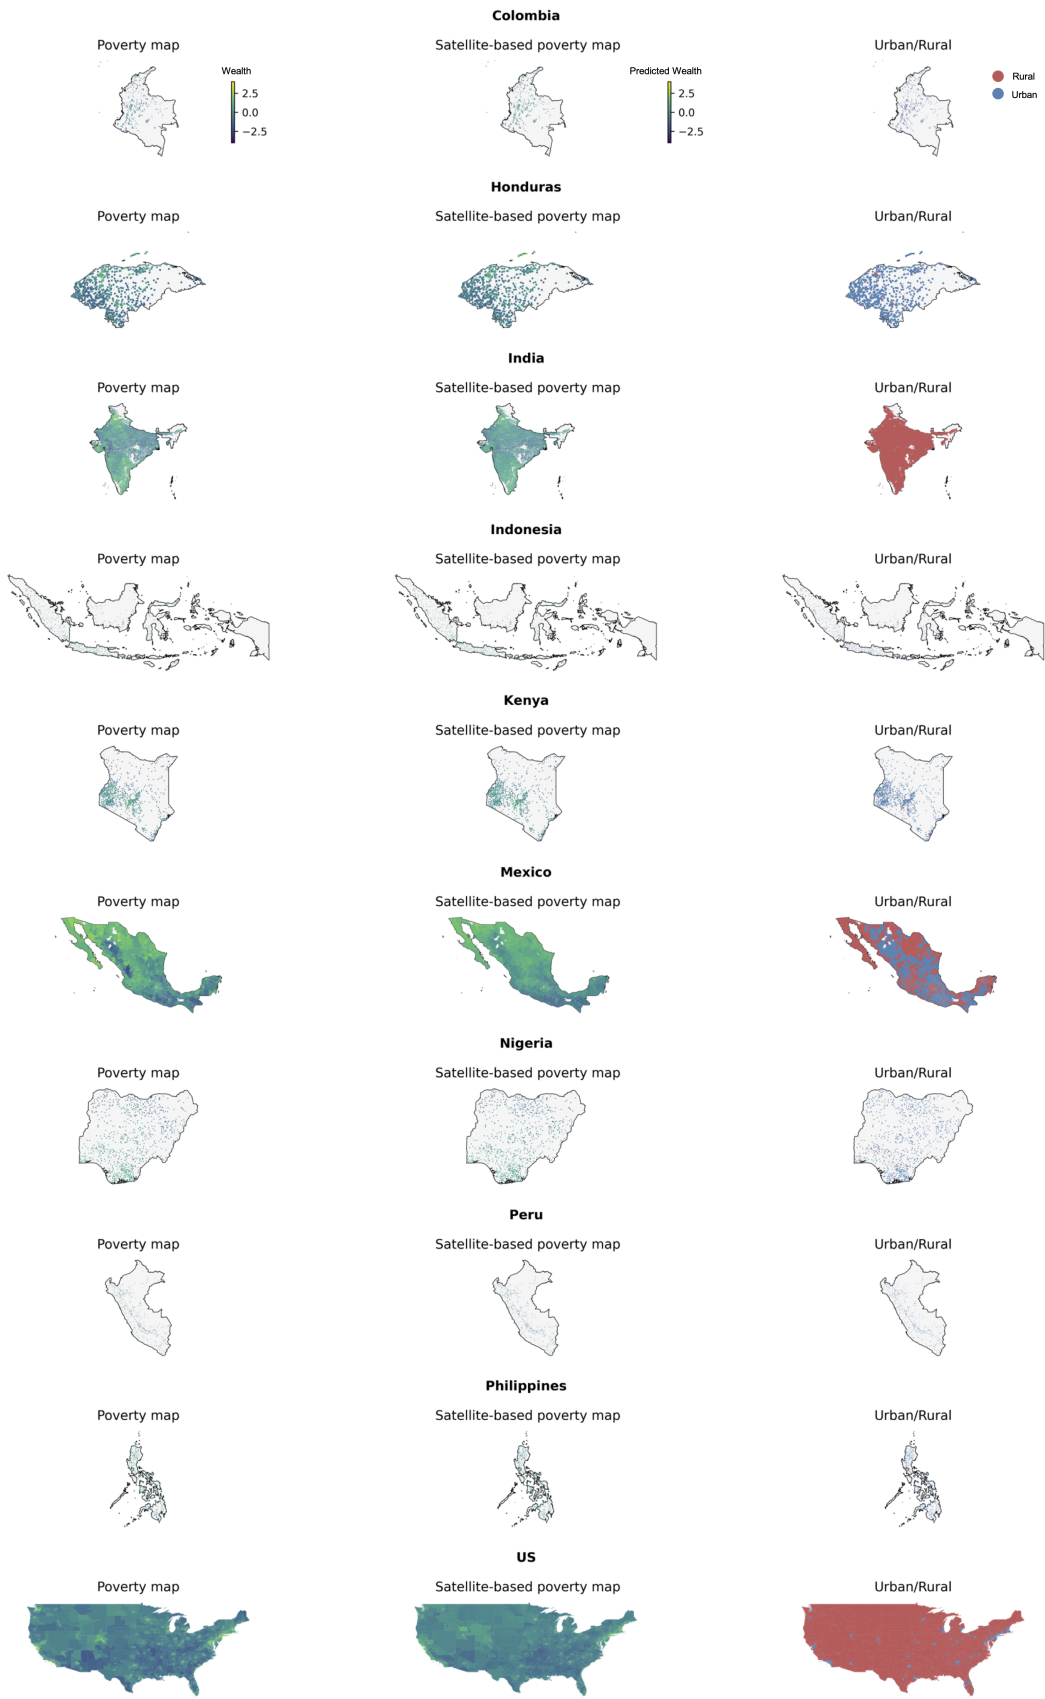 Colombia
Poverty map
Satellite-based poverty map
Urban/Rural
Wealth
2.5
0.0
−2.5
Predicted Wealth
2.5
0.0
−2.5
Rural
Urban
Honduras
Poverty map
Satellite-based poverty map
Urban/Rural
India
Poverty map
Satellite-based poverty map
Urban/Rural
Indonesia
Poverty map
Satellite-based poverty map
Urban/Rural
Kenya
Poverty map
Satellite-based poverty map
Urban/Rural
Mexico
Poverty map
Satellite-based poverty map
Urban/Rural
Nigeria
Poverty map
Satellite-based poverty map
Urban/Rural
Peru
Poverty map
Satellite-based poverty map
Urban/Rural
Philippines
Poverty map
Satellite-based poverty map
Urban/Rural
US
Poverty map
Satellite-based poverty map
Urban/Rural